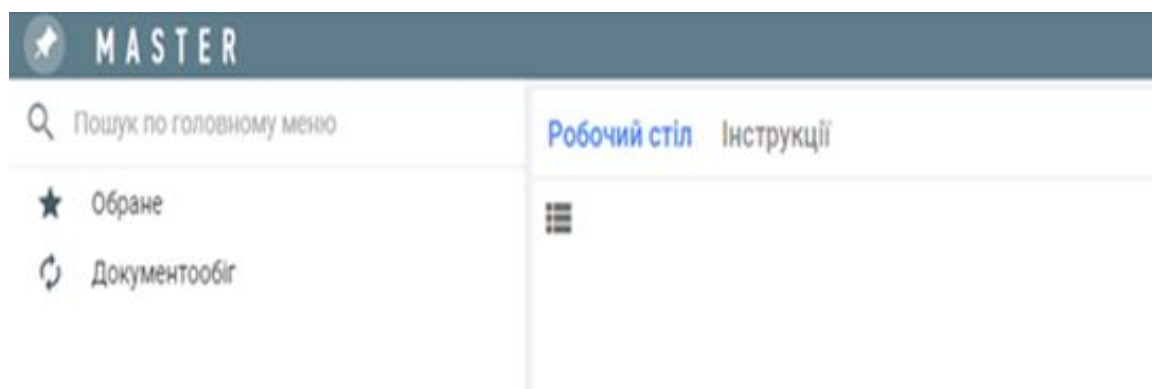 MASTER
Пошук по головному меню
Робочий стіл Інструкції
Обране
Документообіг